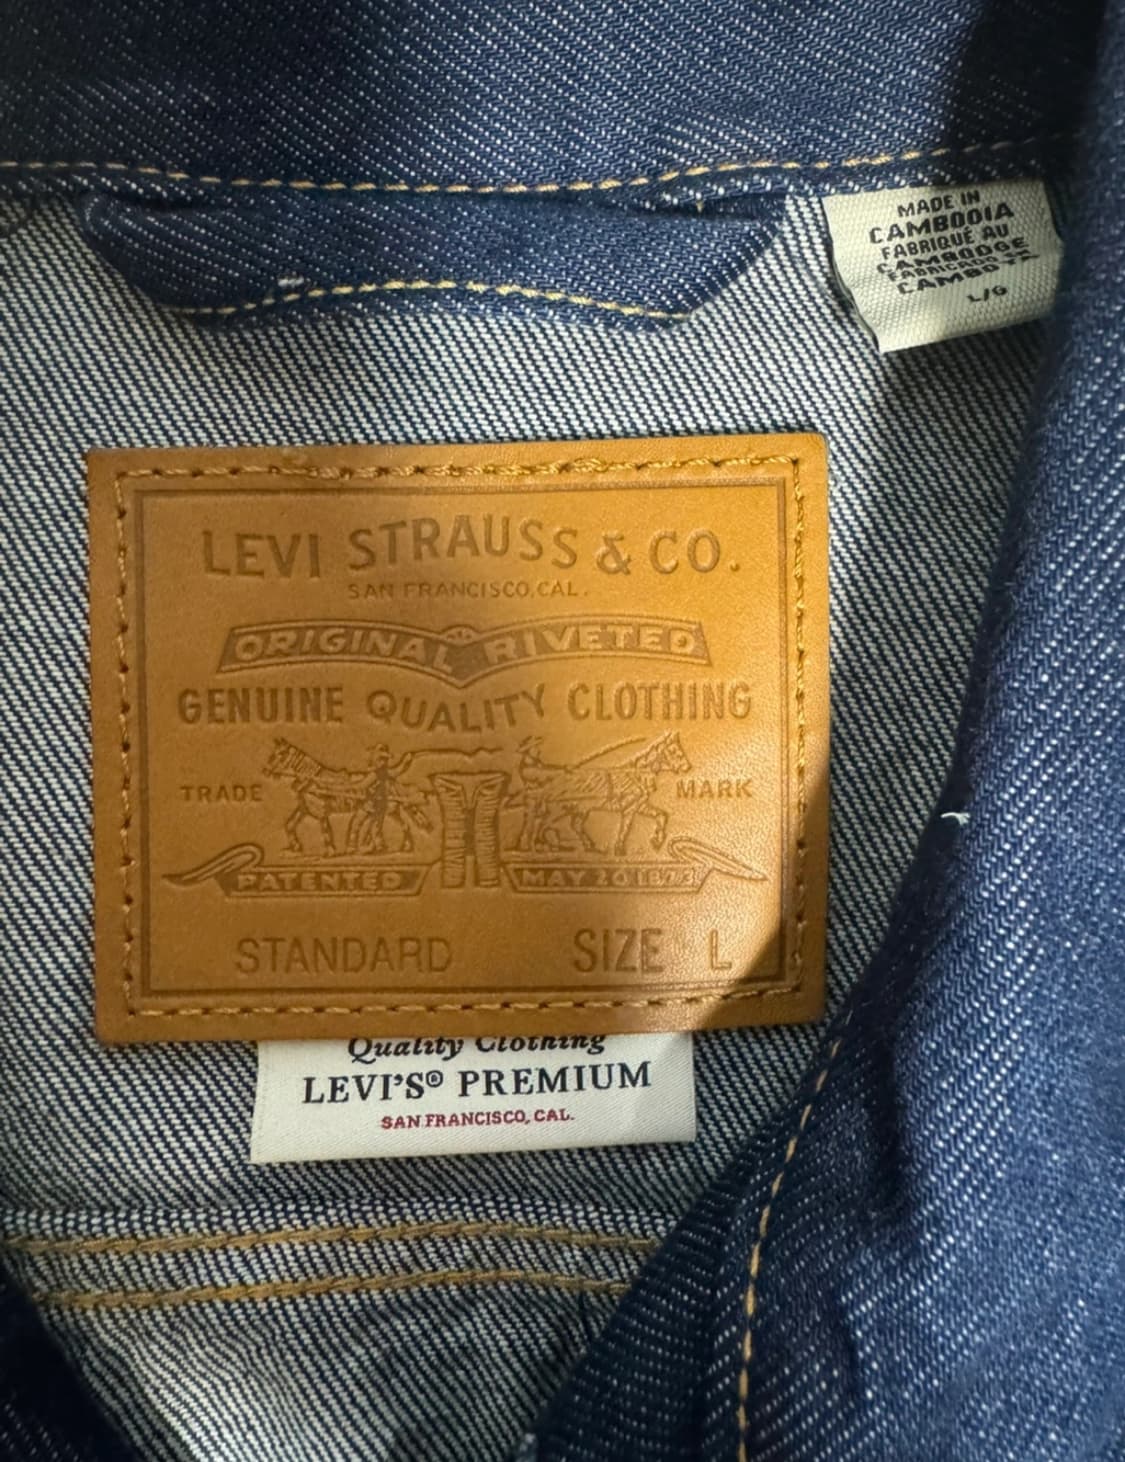 MADE IN
CAMBODIA
FABRIQUÉ AU
CAMBODGE
L/G
LEVI STRAUSS & CO.
SAN FRANCISCO, CAL.
ORIGINAL RIVETED
GENUINE QUALITY CLOTHING
TRADE MARK
PATENTED MAY 20 1873
STANDARD SIZE L
Quality Clothing
LEVI'S® PREMIUM
SAN FRANCISCO, CAL.